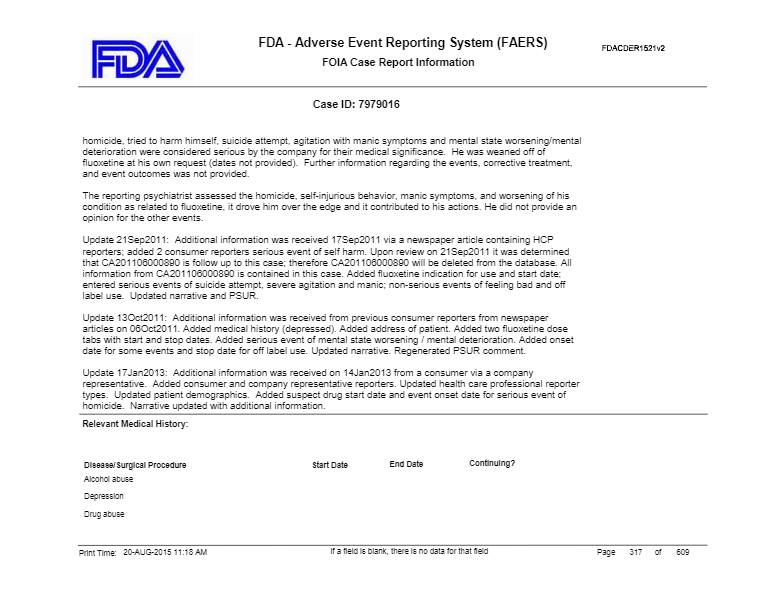 FDA
FDA - Adverse Event Reporting System (FAERS)
FDACDER1521v2
FOIA Case Report Information
Case ID: 7979016
homicide, tried to harm himself, suicide attempt, agitation with manic symptoms and mental state worsening/mental
deterioration were considered serious by the company for their medical significance. He was weaned off of
fluoxetine at his own request (dates not provided). Further information regarding the events, corrective treatment,
and event outcomes was not provided.
The reporting psychiatrist assessed the homicide, self-injurious behavior, manic symptoms, and worsening of his
condition as related to fluoxetine, it drove him over the edge and it contributed to his actions. He did not provide an
opinion for the other events.
Update 21Sep2011: Additional information was received 17Sep2011 via a newspaper article containing HCP
reporters; added 2 consumer reporters serious event of self harm. Upon review on 21Sep2011 it was determined
that CA201106000890 is follow up to this case; therefore CA201106000890 will be deleted from the database. All
information from CA201106000890 is contained in this case. Added fluoxetine indication for use and start date;
entered serious events of suicide attempt, severe agitation and manic; non-serious events of feeling bad and off
label use. Updated narrative and PSUR.
Update 13Oct2011: Additional information was received from previous consumer reporters from newspaper
articles on 06Oct2011. Added medical history (depressed). Added address of patient. Added two fluoxetine dose
tabs with start and stop dates. Added serious event of mental state worsening / mental deterioration. Added onset
date for some events and stop date for off label use. Updated narrative. Regenerated PSUR comment.
Update 17Jan2013: Additional information was received on 14Jan2013 from a consumer via a company
representative. Added consumer and company representative reporters. Updated health care professional reporter
types. Updated patient demographics. Added suspect drug start date and event onset date for serious event of
homicide. Narrative updated with additional information.
Relevant Medical History:
Disease/Surgical Procedure Start Date End Date Continuing?
Alcohol abuse
Depression
Drug abuse
Print Time: 20-AUG-2015 11:18 AM If a field is blank, there is no data for that field Page 317 of 609